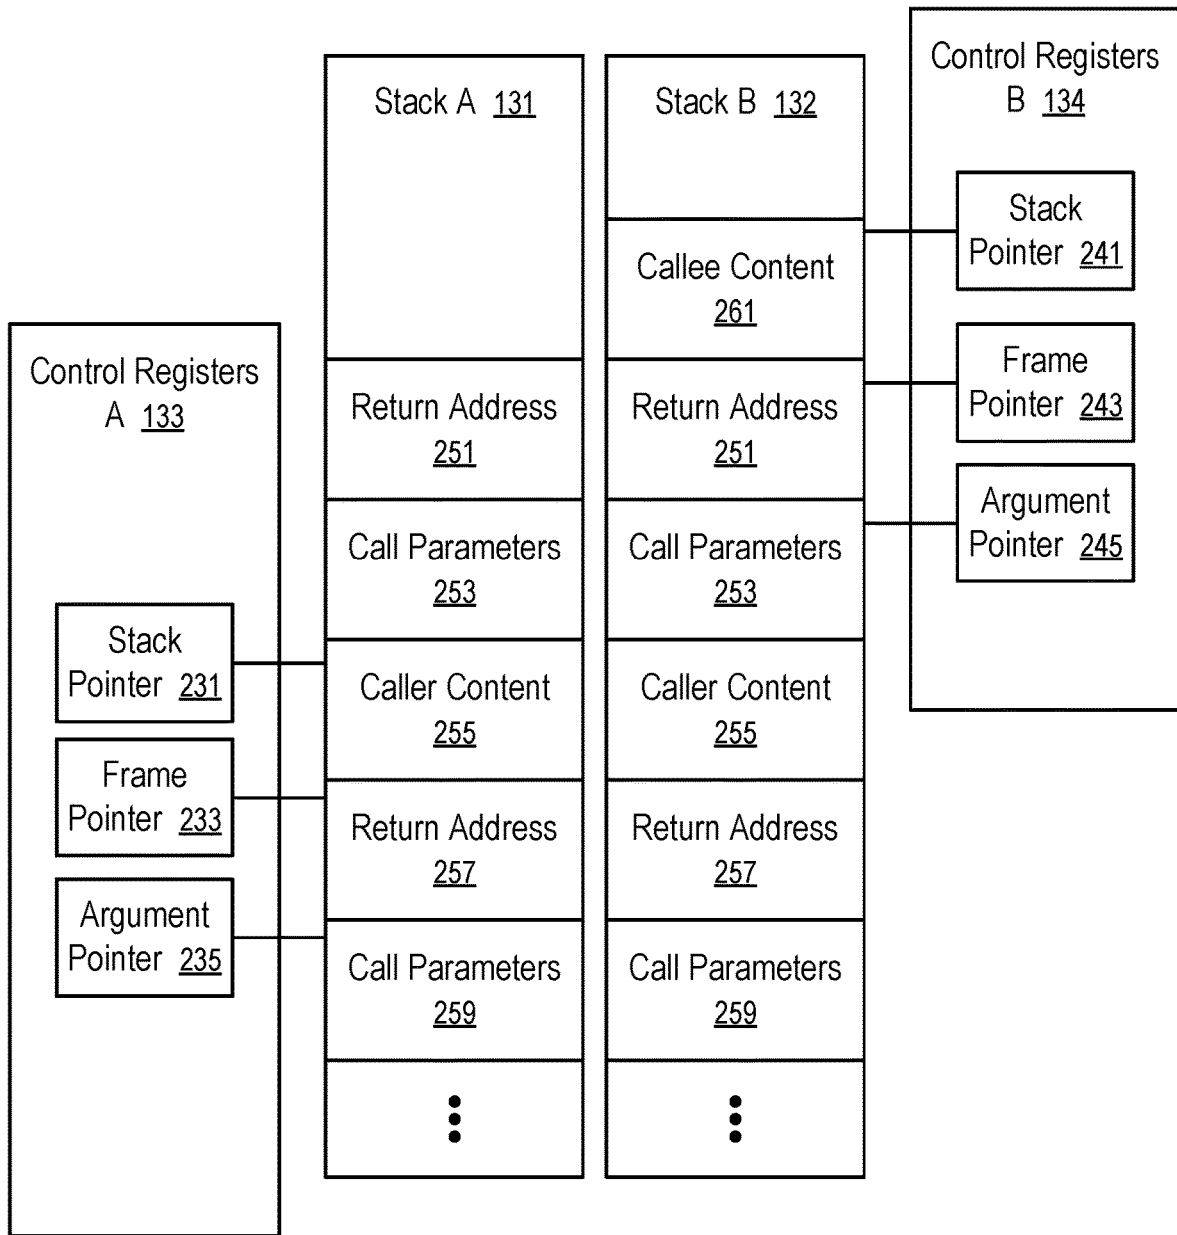 Control Registers
A 133
Stack
Pointer 231
Frame
Pointer 233
Argument
Pointer 235
Stack A 131
Return Address
251
Call Parameters
253
Caller Content
255
Return Address
257
Call Parameters
259
Stack B 132
Callee Content
261
Return Address
251
Call Parameters
253
Caller Content
255
Return Address
257
Call Parameters
259
Control Registers
B 134
Stack
Pointer 241
Frame
Pointer 243
Argument
Pointer 245